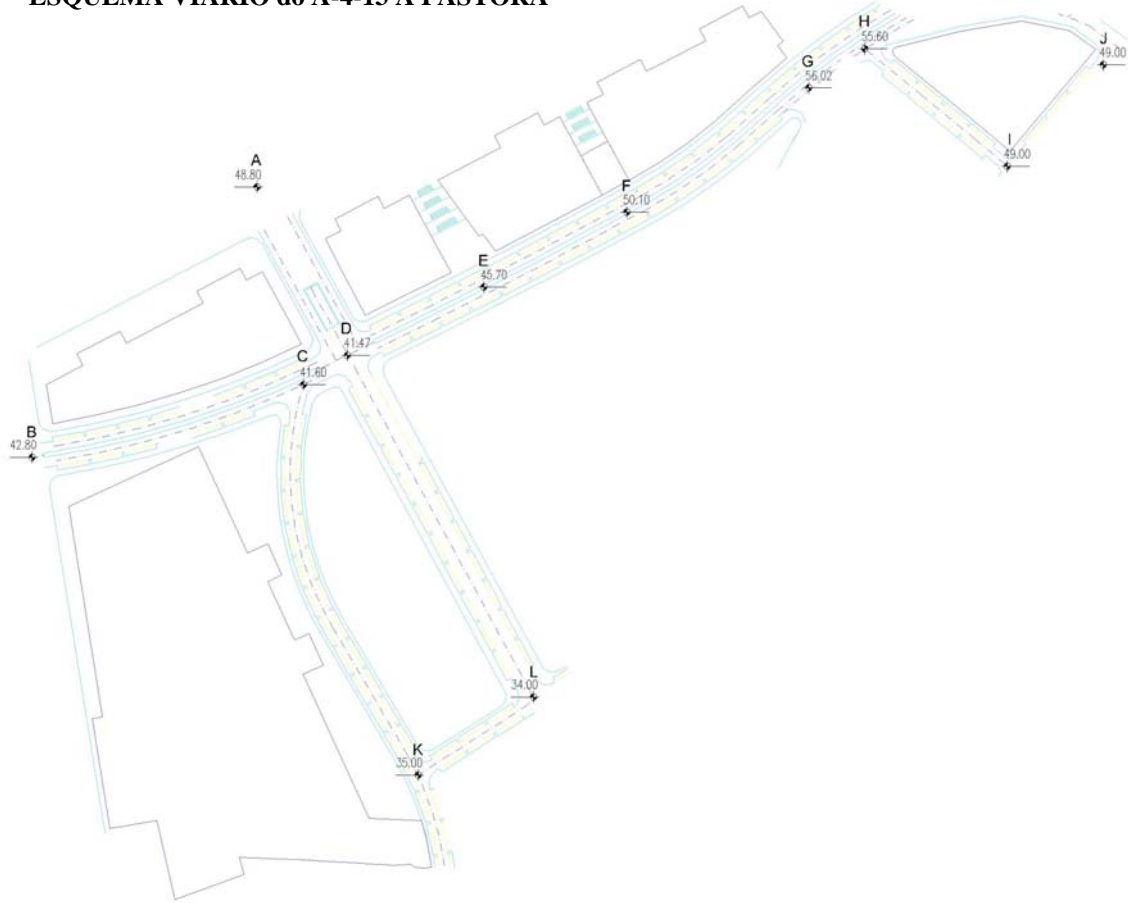 ESQUEMA VIARIO do A-4-13 A PASTORA
H
55.60
J
49.00
G
56.02
I
49.00
A
48.80
F
50.10
E
45.70
D
41.47
C
41.60
B
42.80
L
34.00
K
35.00